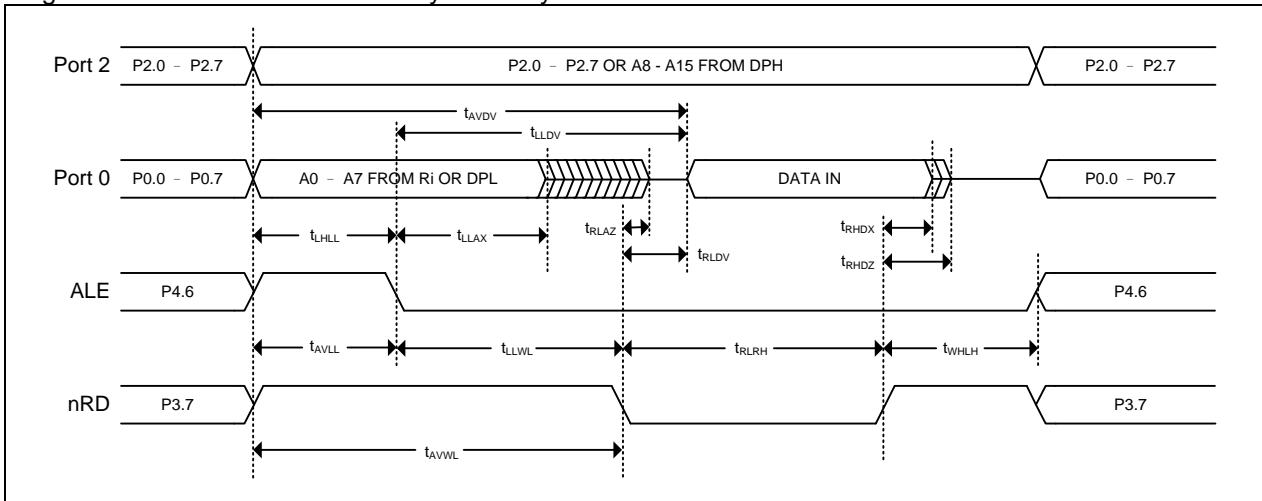 Port 2 P2.0 – P2.7 P2.0 – P2.7 OR A8 - A15 FROM DPH P2.0 – P2.7
tAVDV
tLLDV
Port 0 P0.0 – P0.7 A0 – A7 FROM Ri OR DPL DATA IN P0.0 – P0.7
tLHLL tLLAX tRLAZ tRHDX
tRLDV
tRHDZ
ALE P4.6 P4.6
tAVLL tLLWL tRLRH tWHLH
nRD P3.7 P3.7
tAVWL